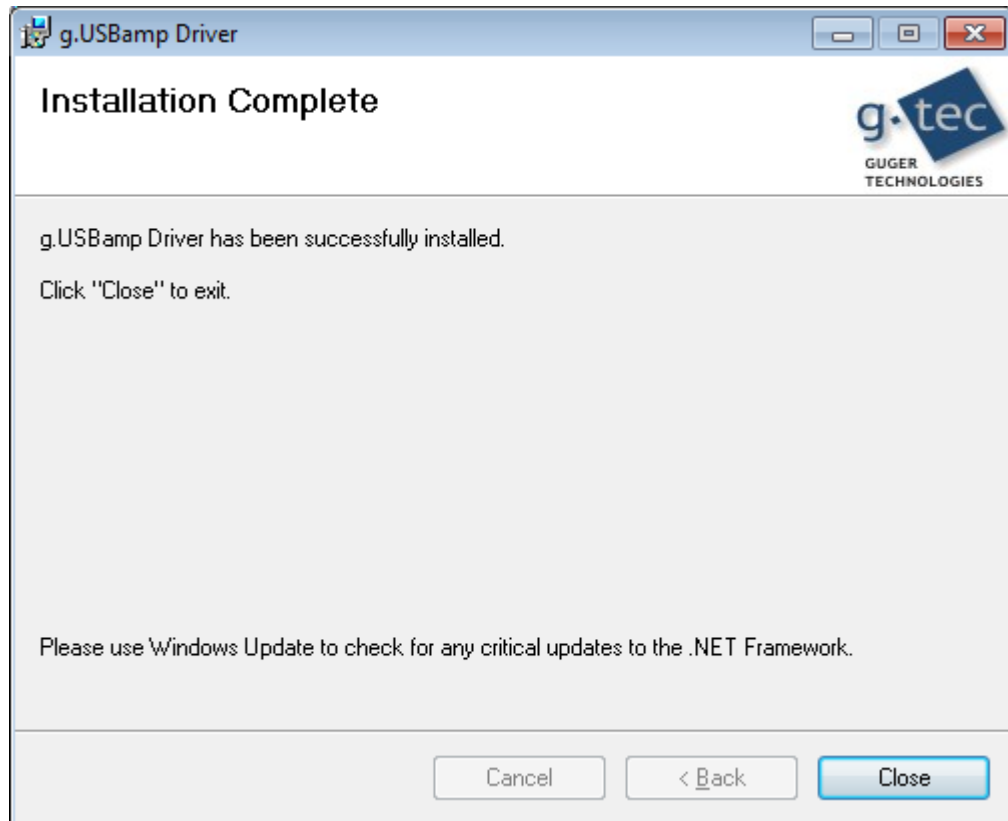 g.USBamp Driver
Installation Complete
g.tec
GUGER
TECHNOLOGIES
g.USBamp Driver has been successfully installed.
Click "Close" to exit.
Please use Windows Update to check for any critical updates to the .NET Framework.
Cancel
< Back
Close